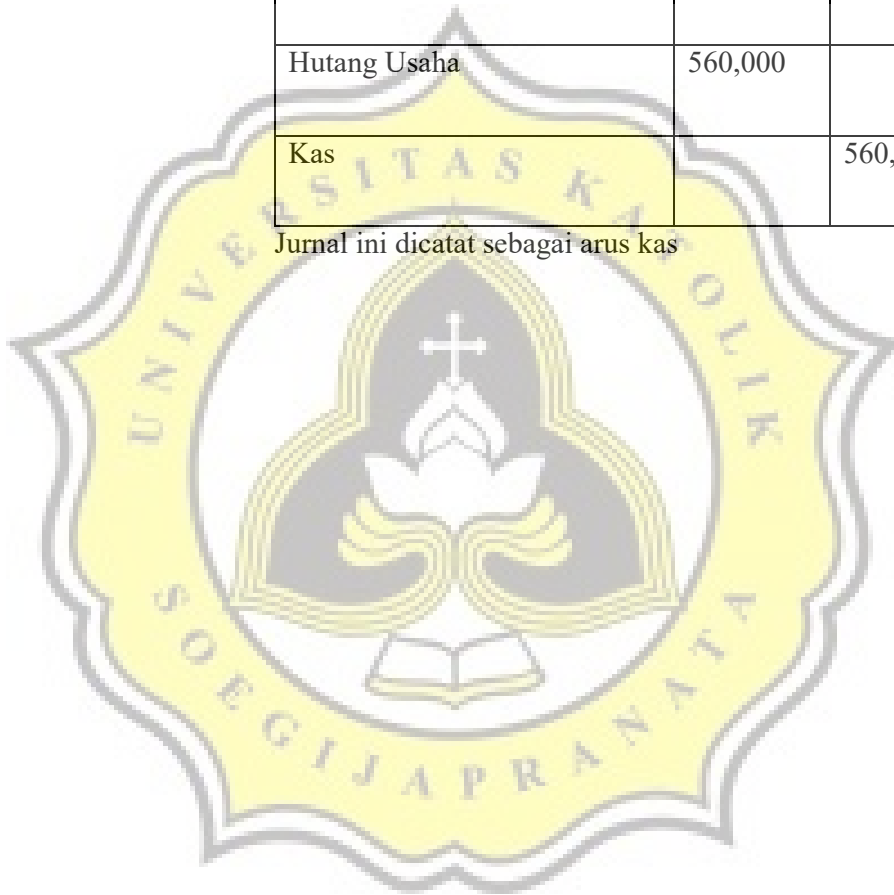 Hutang Usaha 560,000
Kas 560,
Jurnal ini dicatat sebagai arus kas
UNIVERSITAS KATOLIK
SOEGIJAPRANATA